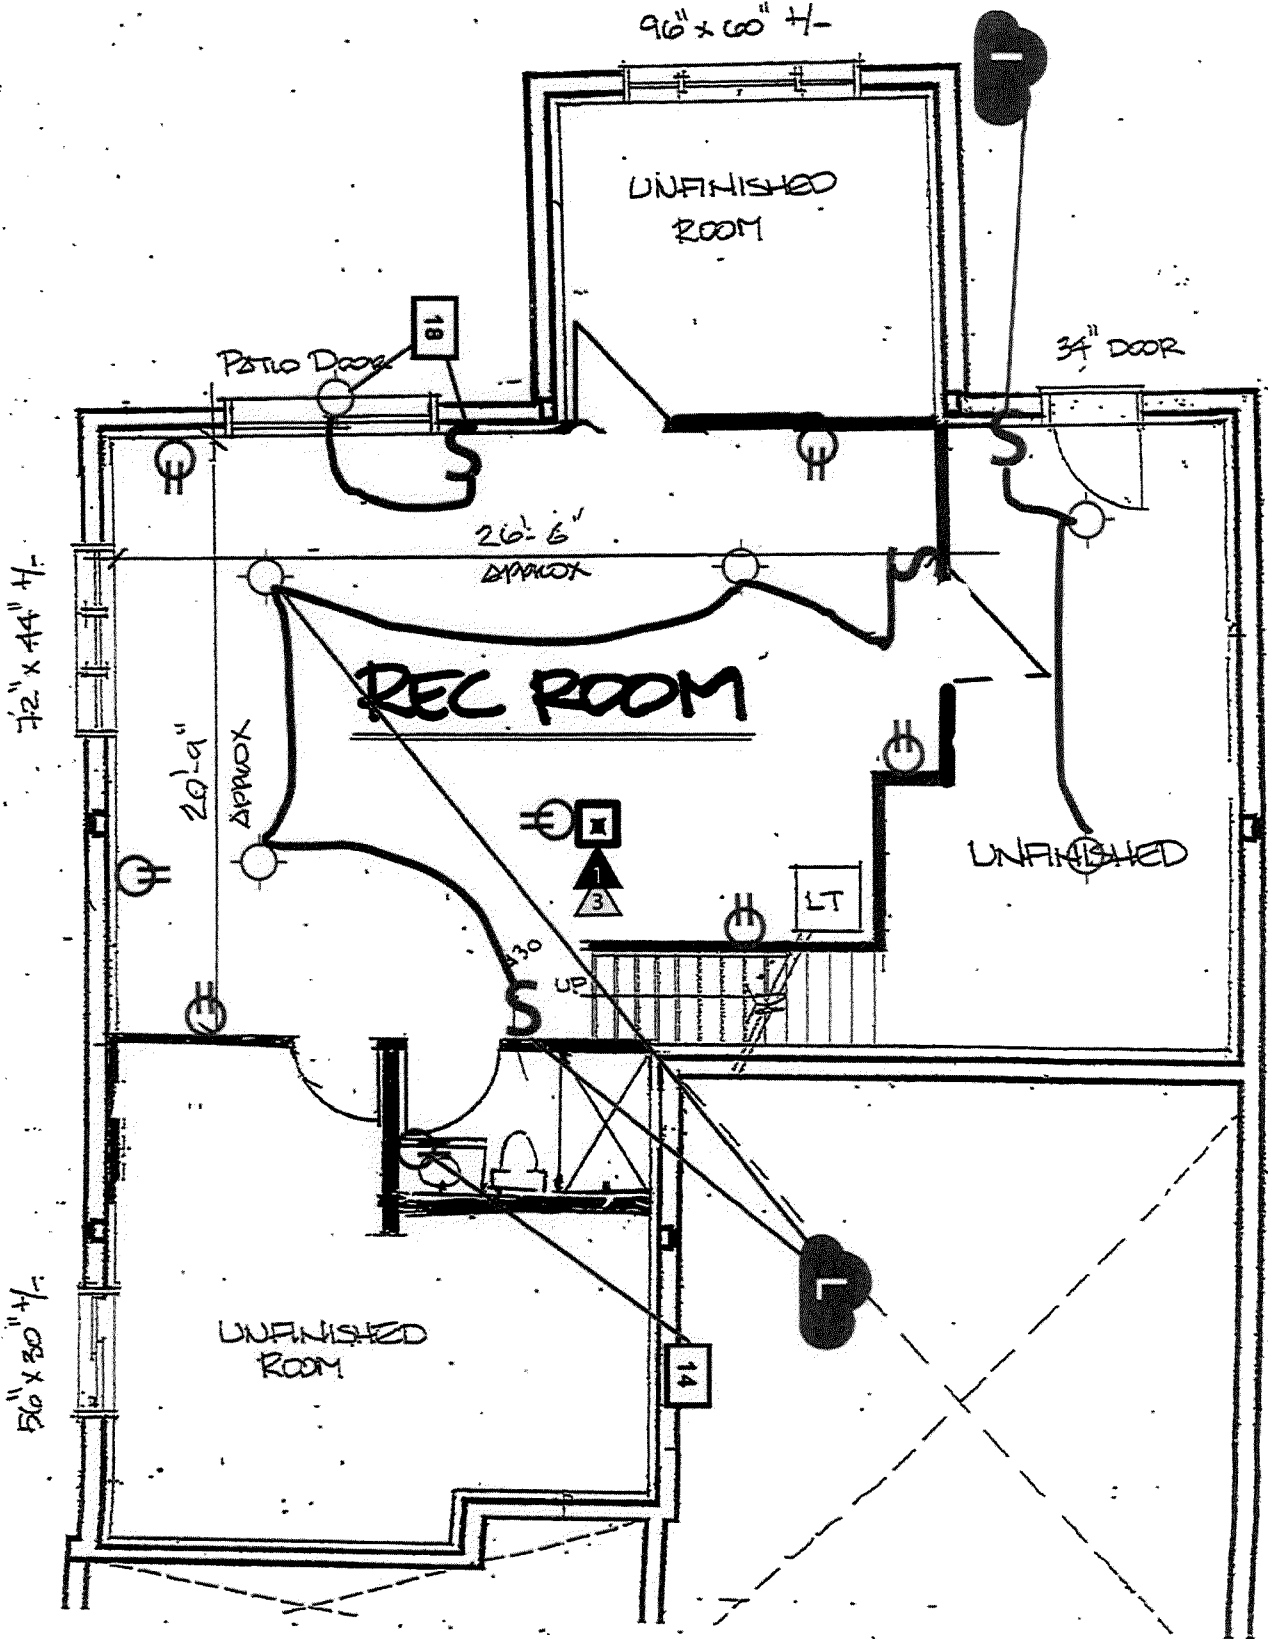 96" x 60" +/-
UNFINISHED
ROOM
18
PATIO DOOR
34" DOOR
S
S
26'-6"
APPROX
S
72" x 44" +/-
REC ROOM
20'-9"
APPROX
1
3
UNFINISHED
LT
430
UP
S
L
14
56" x 30" +/-
UNFINISHED
ROOM